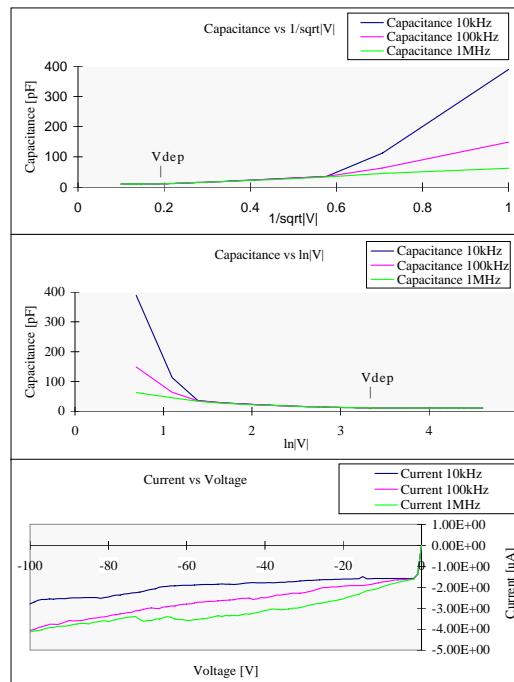 Capacitance vs 1/sqrt|V|
Capacitance 10kHz
Capacitance 100kHz
Capacitance 1MHz
Capacitance [pF]
400
300
200
100
0
Vdep
0 0.2 0.4 0.6 0.8 1
1/sqrt|V|
Capacitance vs ln|V|
Capacitance 10kHz
Capacitance 100kHz
Capacitance 1MHz
Capacitance [pF]
400
300
200
100
0
Vdep
0 1 2 3 4
ln|V|
Current vs Voltage
Current 10kHz
Current 100kHz
Current 1MHz
1.00E+00
0.00E+00
-1.00E+00
-2.00E+00
-3.00E+00
-4.00E+00
-5.00E+00
-100 -80 -60 -40 -20 0
Current [uA]
Voltage [V]